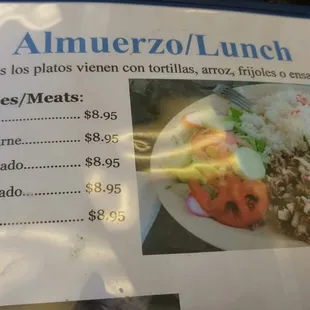 Almuerzo/Lunch
s los platos vienen con tortillas, arroz, frijoles o ensa
es/Meats:
.................... $8.95
rne.............. $8.95
ado.............. $8.95
ado.............. $8.95
.................... $8.95